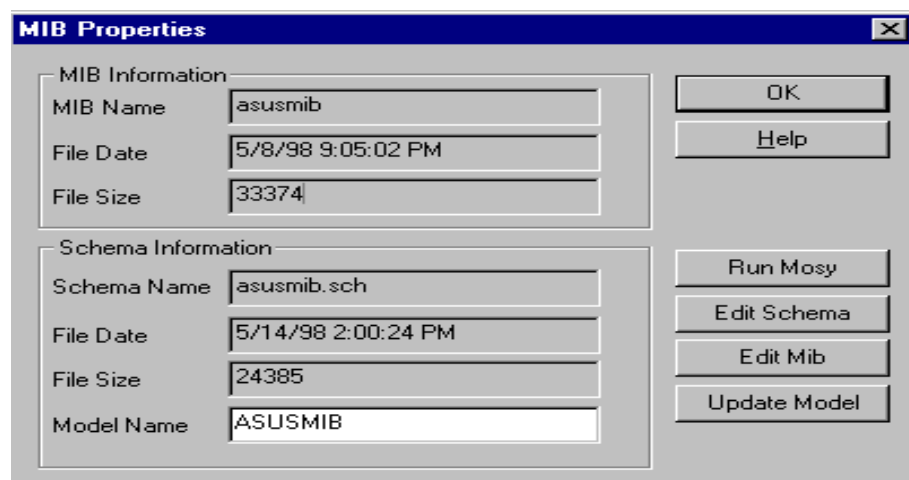 MIB Properties
MIB Information
MIB Name asusmib
File Date 5/8/98 9:05:02 PM
File Size 33374
OK
Help
Schema Information
Schema Name asusmib.sch
File Date 5/14/98 2:00:24 PM
File Size 24385
Model Name ASUSMIB
Run Mosy
Edit Schema
Edit Mib
Update Model